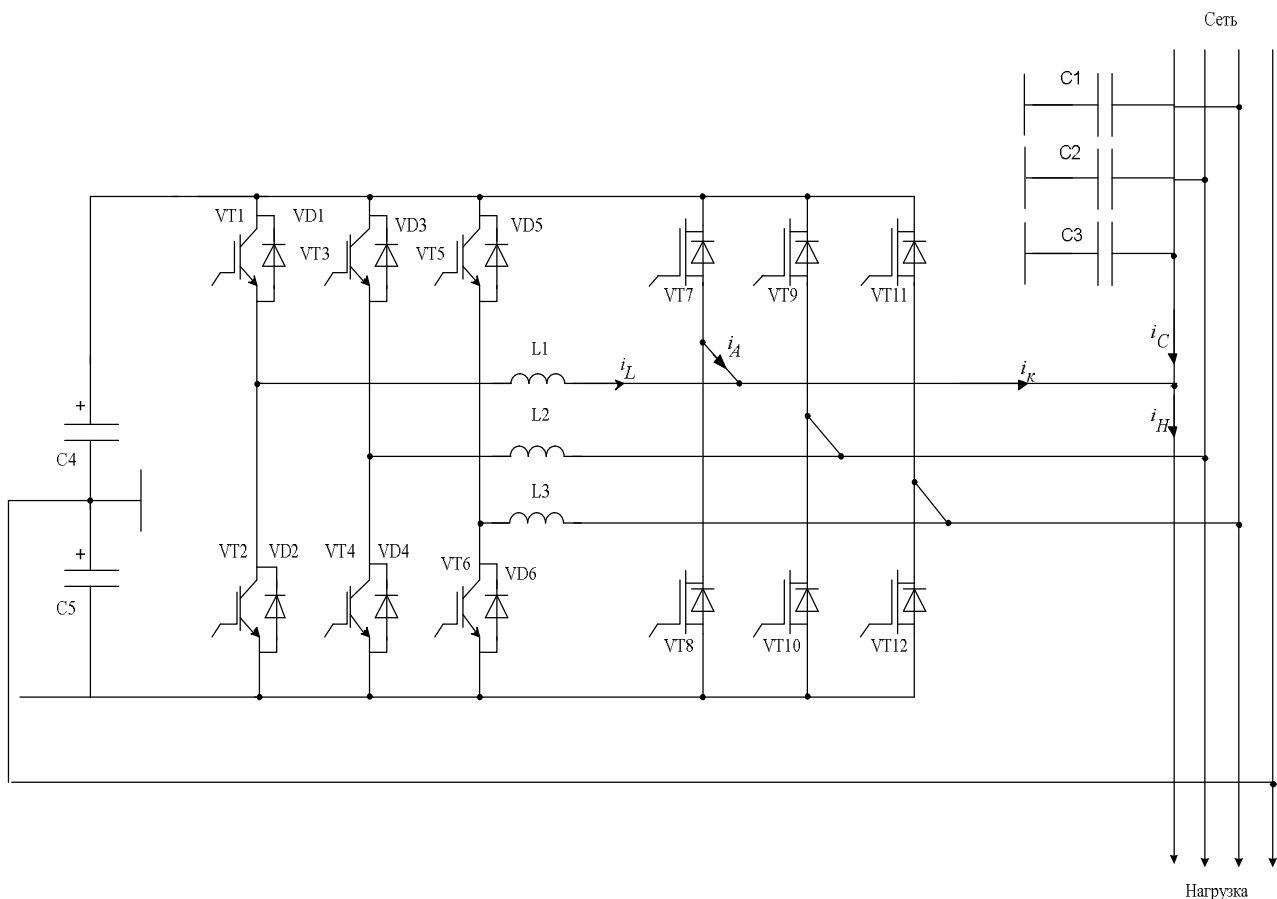 Сеть
C1
C2
C3
VT1 VD1 VD3 VD5
VT3 VT5
VT7 VT9 VT11
i_C
L1 i_A
i_L i_к
L2 i_H
+
C4
L3
+
VT2 VD2 VT4 VD4 VT6 VD6
C5
VT8 VT10 VT12
Нагрузка